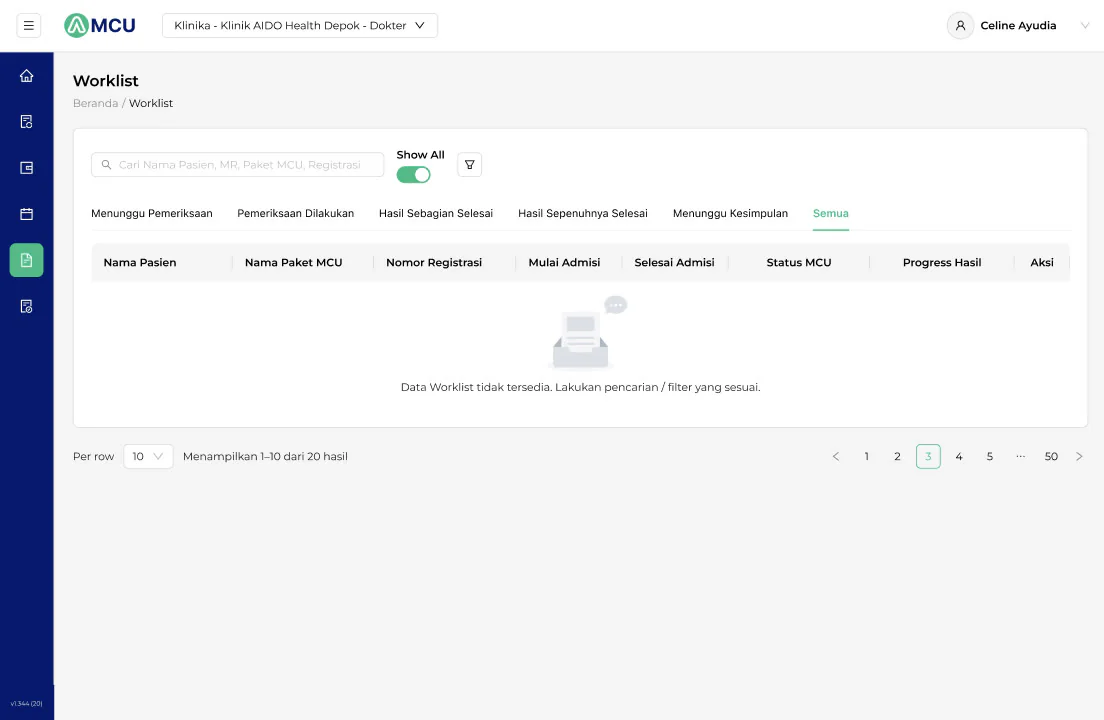 MCU
Klinika - Klinik AIDO Health Depok - Dokter
Celine Ayudia
Worklist
Beranda / Worklist
Cari Nama Pasien, MR, Paket MCU, Registrasi
Show All
Menunggu Pemeriksaan Pemeriksaan Dilakukan Hasil Sebagian Selesai Hasil Sepenuhnya Selesai Menunggu Kesimpulan Semua
Nama Pasien Nama Paket MCU Nomor Registrasi Mulai Admisi Selesai Admisi Status MCU Progress Hasil Aksi
Data Worklist tidak tersedia. Lakukan pencarian / filter yang sesuai.
Per row 10 Menampilkan 1–10 dari 20 hasil < 1 2 3 4 5 ... 50 >
v1.344 (20)